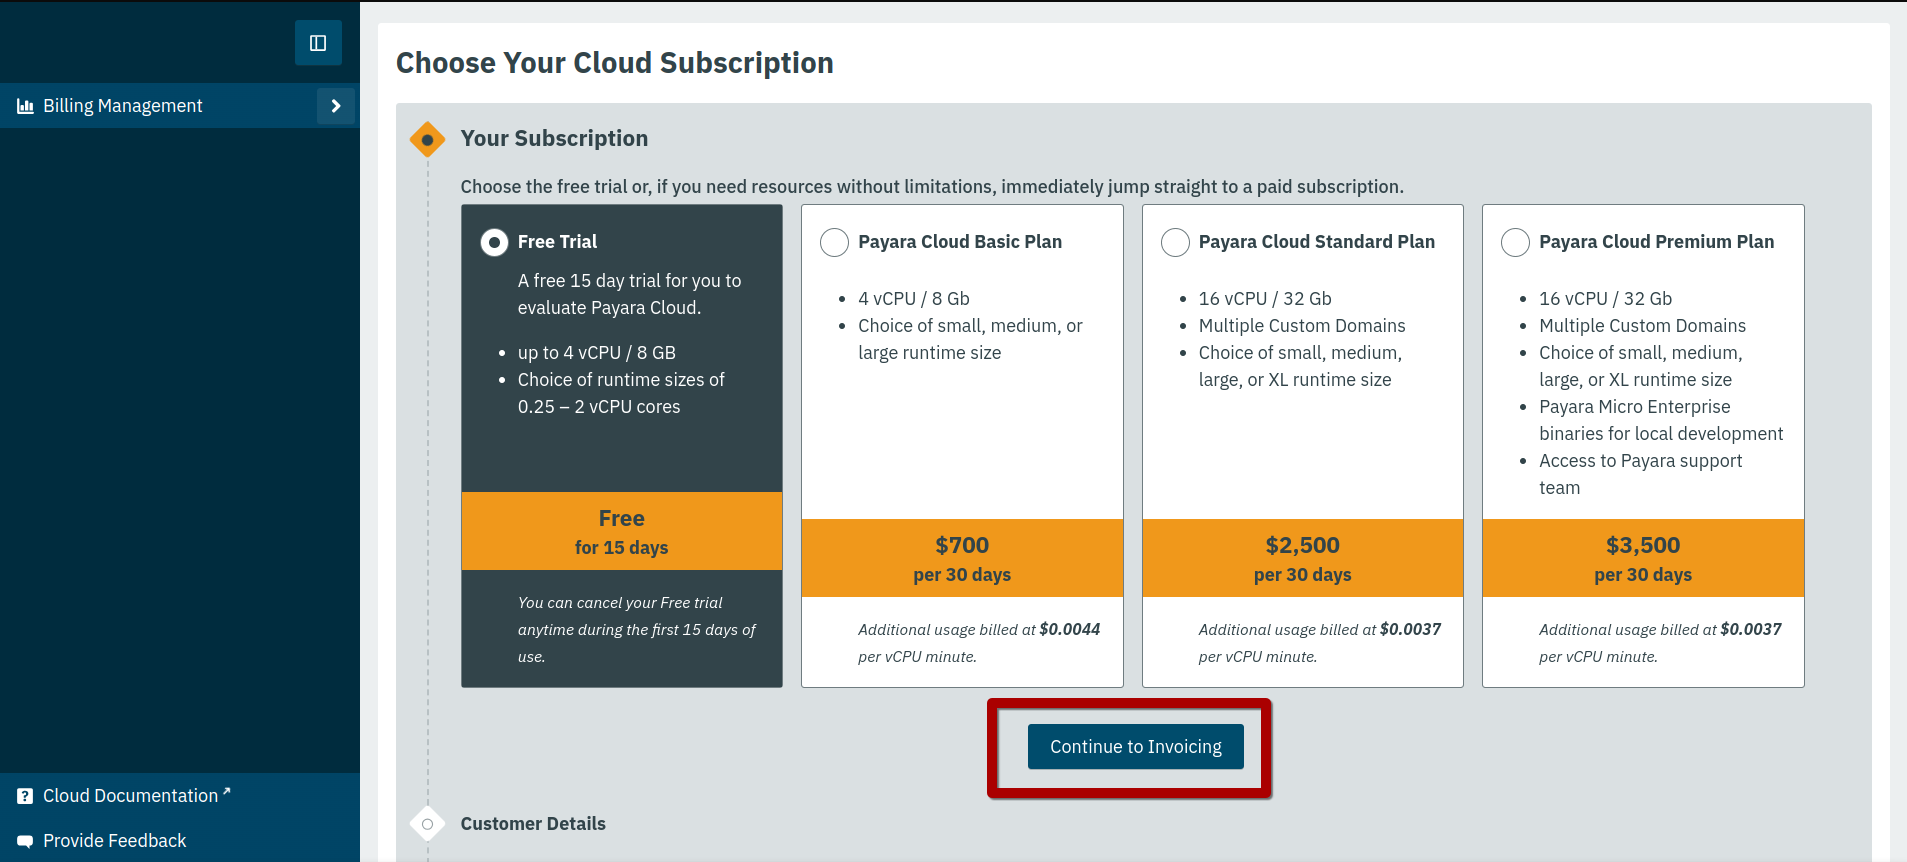 Choose Your Cloud Subscription
Billing Management
Your Subscription
Choose the free trial or, if you need resources without limitations, immediately jump straight to a paid subscription.
Free Trial
A free 15 day trial for you to
evaluate Payara Cloud.
• up to 4 vCPU / 8 GB
• Choice of runtime sizes of
0.25 – 2 vCPU cores
Free
for 15 days
You can cancel your Free trial
anytime during the first 15 days of
use.
Payara Cloud Basic Plan
• 4 vCPU / 8 Gb
• Choice of small, medium, or
large runtime size
$700
per 30 days
Additional usage billed at $0.0044
per vCPU minute.
Payara Cloud Standard Plan
• 16 vCPU / 32 Gb
• Multiple Custom Domains
• Choice of small, medium,
large, or XL runtime size
$2,500
per 30 days
Additional usage billed at $0.0037
per vCPU minute.
Payara Cloud Premium Plan
• 16 vCPU / 32 Gb
• Multiple Custom Domains
• Choice of small, medium,
large, or XL runtime size
• Payara Micro Enterprise
binaries for local development
• Access to Payara support
team
$3,500
per 30 days
Additional usage billed at $0.0037
per vCPU minute.
Continue to Invoicing
Customer Details
Cloud Documentation
Provide Feedback